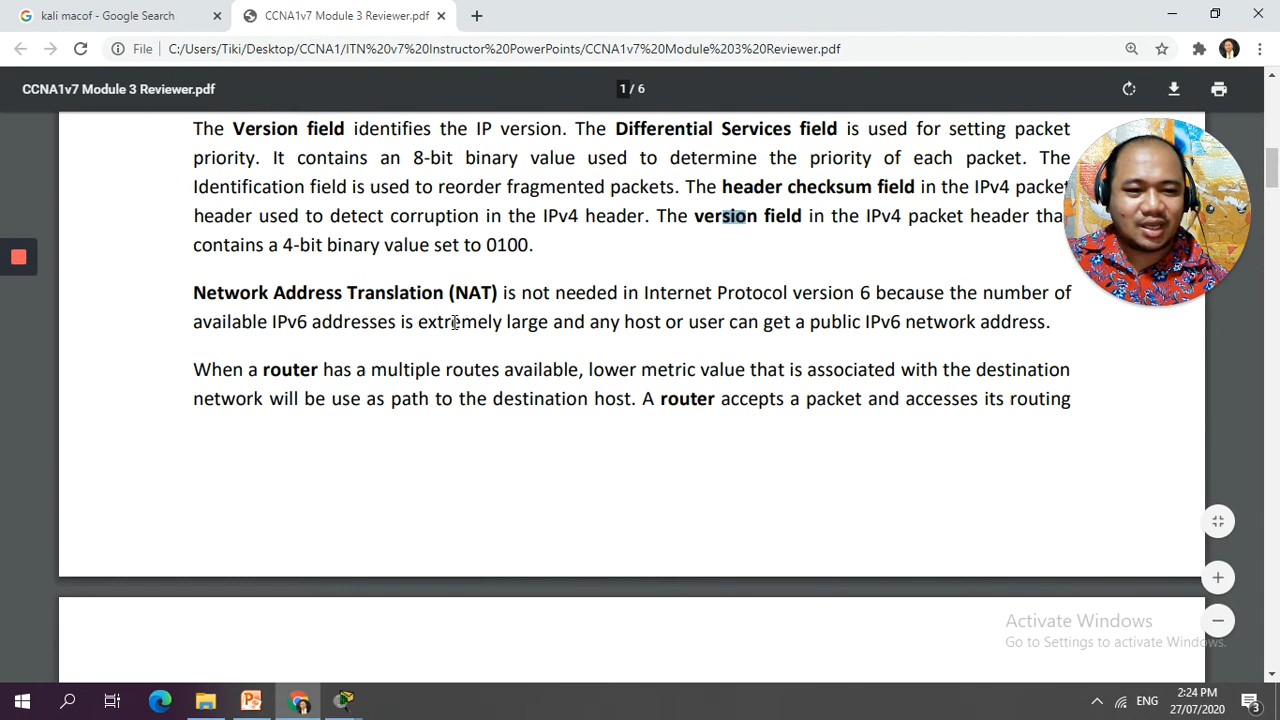 kali macof - Google Search
CCNA1v7 Module 3 Reviewer.pdf
File
C:/Users/Tiki/Desktop/CCNA1/ITN%20v7%20Instructor%20PowerPoints/CCNA1v7%20Module%203%20Reviewer.pdf
CCNA1v7 Module 3 Reviewer.pdf
1 / 6
The Version field identifies the IP version. The Differential Services field is used for setting packet
priority. It contains an 8-bit binary value used to determine the priority of each packet. The
Identification field is used to reorder fragmented packets. The header checksum field in the IPv4 packet
header used to detect corruption in the IPv4 header. The version field in the IPv4 packet header tha
contains a 4-bit binary value set to 0100.
Network Address Translation (NAT) is not needed in Internet Protocol version 6 because the number of
available IPv6 addresses is extremely large and any host or user can get a public IPv6 network address.
When a router has a multiple routes available, lower metric value that is associated with the destination
network will be use as path to the destination host. A router accepts a packet and accesses its routing
Activate Windows
Go to Settings to activate Windows.
ENG
2:24 PM
27/07/2020
3